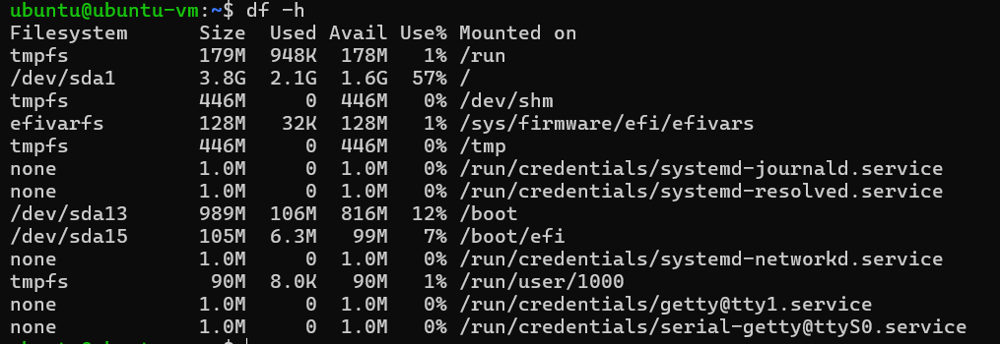 ubuntu@ubuntu-vm:~$ df -h
Filesystem      Size  Used Avail Use% Mounted on
tmpfs           179M  948K  178M   1% /run
/dev/sda1       3.8G  2.1G  1.6G  57% /
tmpfs           446M     0  446M   0% /dev/shm
efivarfs        128M   32K  128M   1% /sys/firmware/efi/efivars
tmpfs           446M     0  446M   0% /tmp
none            1.0M     0  1.0M   0% /run/credentials/systemd-journald.service
none            1.0M     0  1.0M   0% /run/credentials/systemd-resolved.service
/dev/sda13      989M  106M  816M  12% /boot
/dev/sda15      105M  6.3M   99M   7% /boot/efi
none            1.0M     0  1.0M   0% /run/credentials/systemd-networkd.service
tmpfs            90M  8.0K   90M   1% /run/user/1000
none            1.0M     0  1.0M   0% /run/credentials/getty@tty1.service
none            1.0M     0  1.0M   0% /run/credentials/serial-getty@ttyS0.service